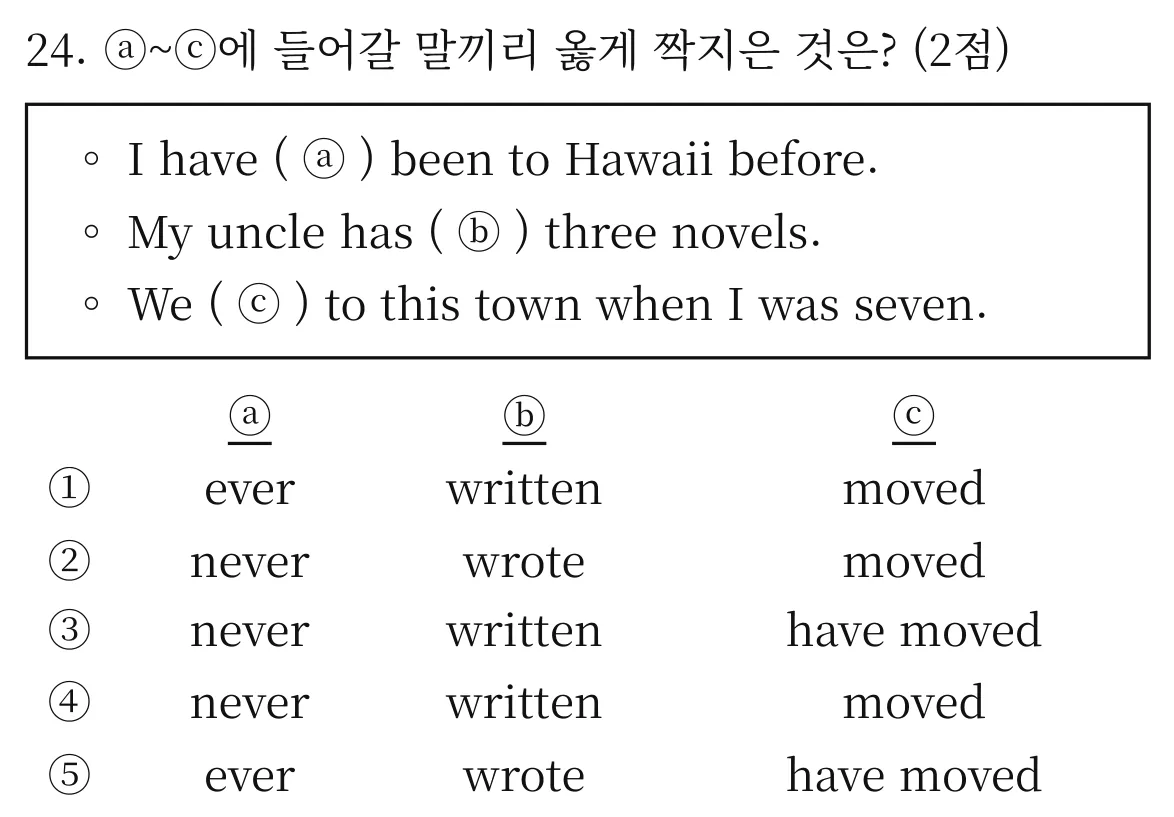 24. ⓐ~ⓒ에 들어갈 말끼리 옳게 짝지은 것은? (2점)
◦ I have ( ⓐ ) been to Hawaii before.
◦ My uncle has ( ⓑ ) three novels.
◦ We ( ⓒ ) to this town when I was seven.
ⓐ ⓑ ⓒ
① ever written moved
② never wrote moved
③ never written have moved
④ never written moved
⑤ ever wrote have moved